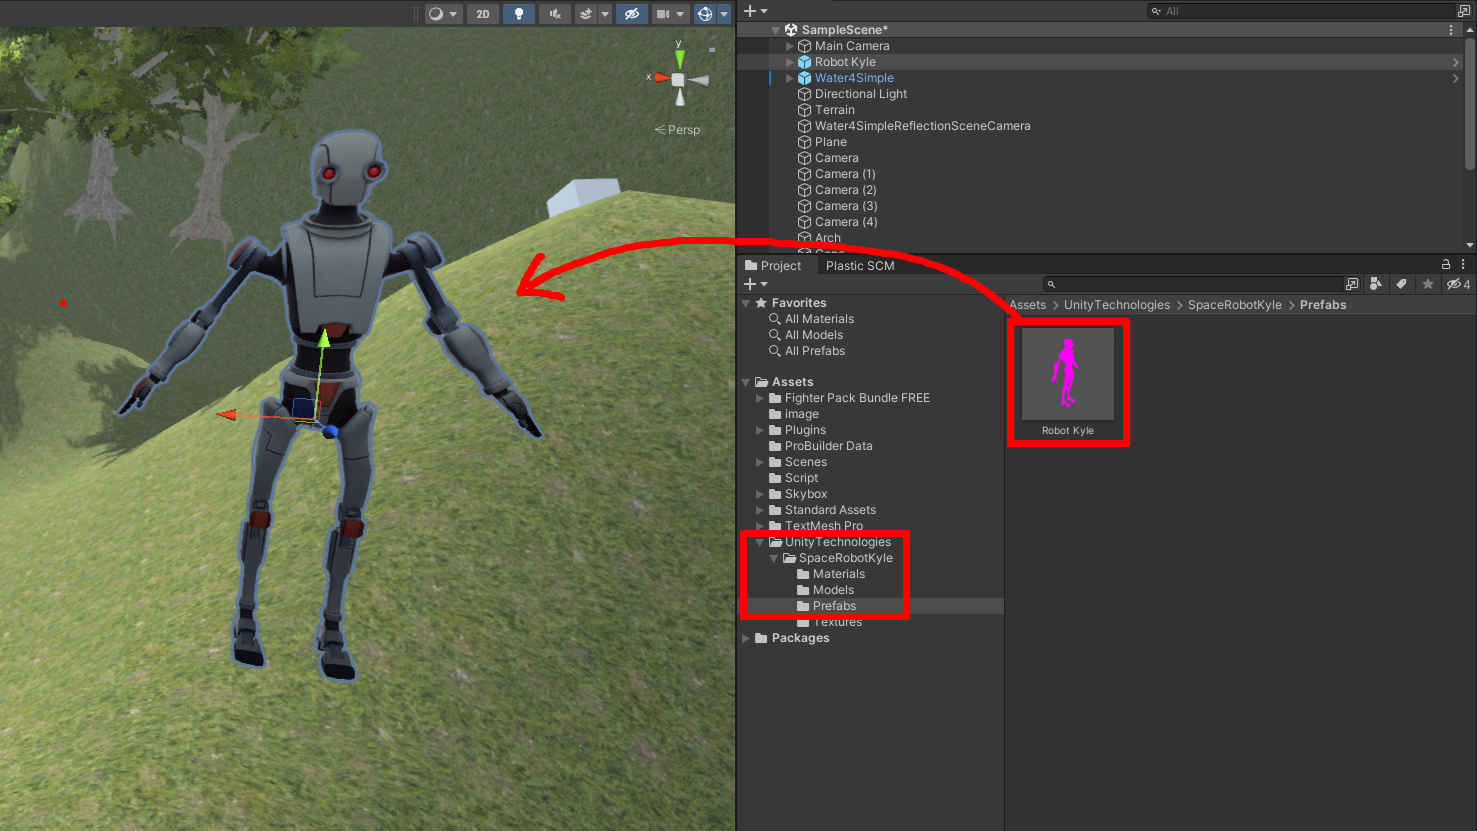 2D
All
SampleScene*
Main Camera
Robot Kyle
Water4Simple
Directional Light
Terrain
Water4SimpleReflectionSceneCamera
Plane
Camera
Camera (1)
Camera (2)
Camera (3)
Camera (4)
Arch
y
x
Persp
Project
Plastic SCM
4
Favorites
All Materials
All Models
All Prefabs
Assets
Fighter Pack Bundle FREE
image
Plugins
ProBuilder Data
Scenes
Script
Skybox
Standard Assets
TextMesh Pro
UnityTechnologies
SpaceRobotKyle
Materials
Models
Prefabs
Textures
Packages
Assets > UnityTechnologies > SpaceRobotKyle > Prefabs
Robot Kyle